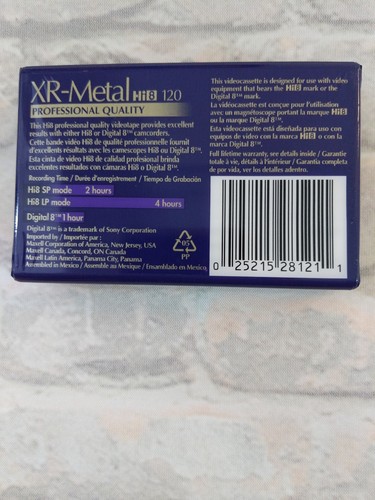 XR-Metal Hi8 120
PROFESSIONAL QUALITY
This Hi8 professional quality videotape provides excellent
results with either Hi8 or Digital 8™ camcorders.
Cette bande vidéo Hi8 de qualité professionnelle fournit
d'excellents résultats avec les camescopes Hi8 ou Digital 8™.
Esta cinta de vídeo Hi8 de calidad profesional brinda
excelentes resultados con cámaras Hi8 o Digital 8™.
Recording Time / Durée d'enregistrement / Tiempo de Grabación
Hi8 SP mode 2 hours
Hi8 LP mode 4 hours
Digital 8™ 1 hour
Digital 8™ is a trademark of Sony Corporation
Imported by / Importée par :
Maxell Corporation of America, New Jersey, USA
Maxell Canada, Concord, ON Canada
Maxell Latin America, Panama City, Panama
Assembled in Mexico / Assemblé au Mexique / Ensamblado en Mexico
05
PP
This videocassette is designed for use with video
equipment that bears the Hi8 mark or the
Digital 8™ mark.
La vidéocassette est conçue pour l'utilisation
avec un magnétoscope portant la marque Hi8
ou la marque Digital 8™.
Esta videocassette está diseñada para uso con
equipos de video con la marca Hi8 o con la
marca Digital 8™.
Full lifetime warranty, see details inside / Garantie
totale à vie, détails à l'intérieur / Garantía completa
de por vida, ver los detalles adentro.
0 25215 28121 1